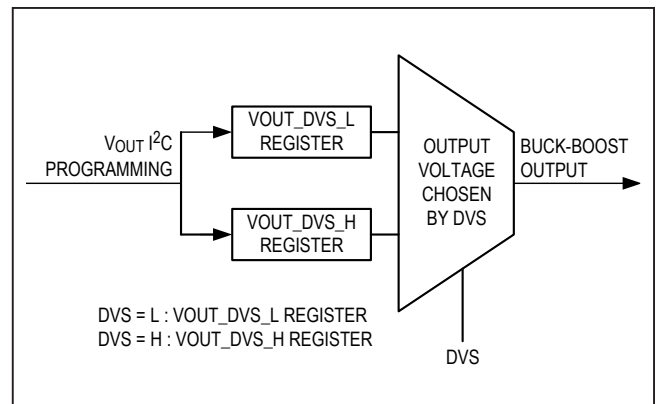 VOUT I²C
PROGRAMMING
VOUT_DVS_L
REGISTER
VOUT_DVS_H
REGISTER
OUTPUT
VOLTAGE
CHOSEN
BY DVS
BUCK-BOOST
OUTPUT
DVS = L : VOUT_DVS_L REGISTER
DVS = H : VOUT_DVS_H REGISTER
DVS